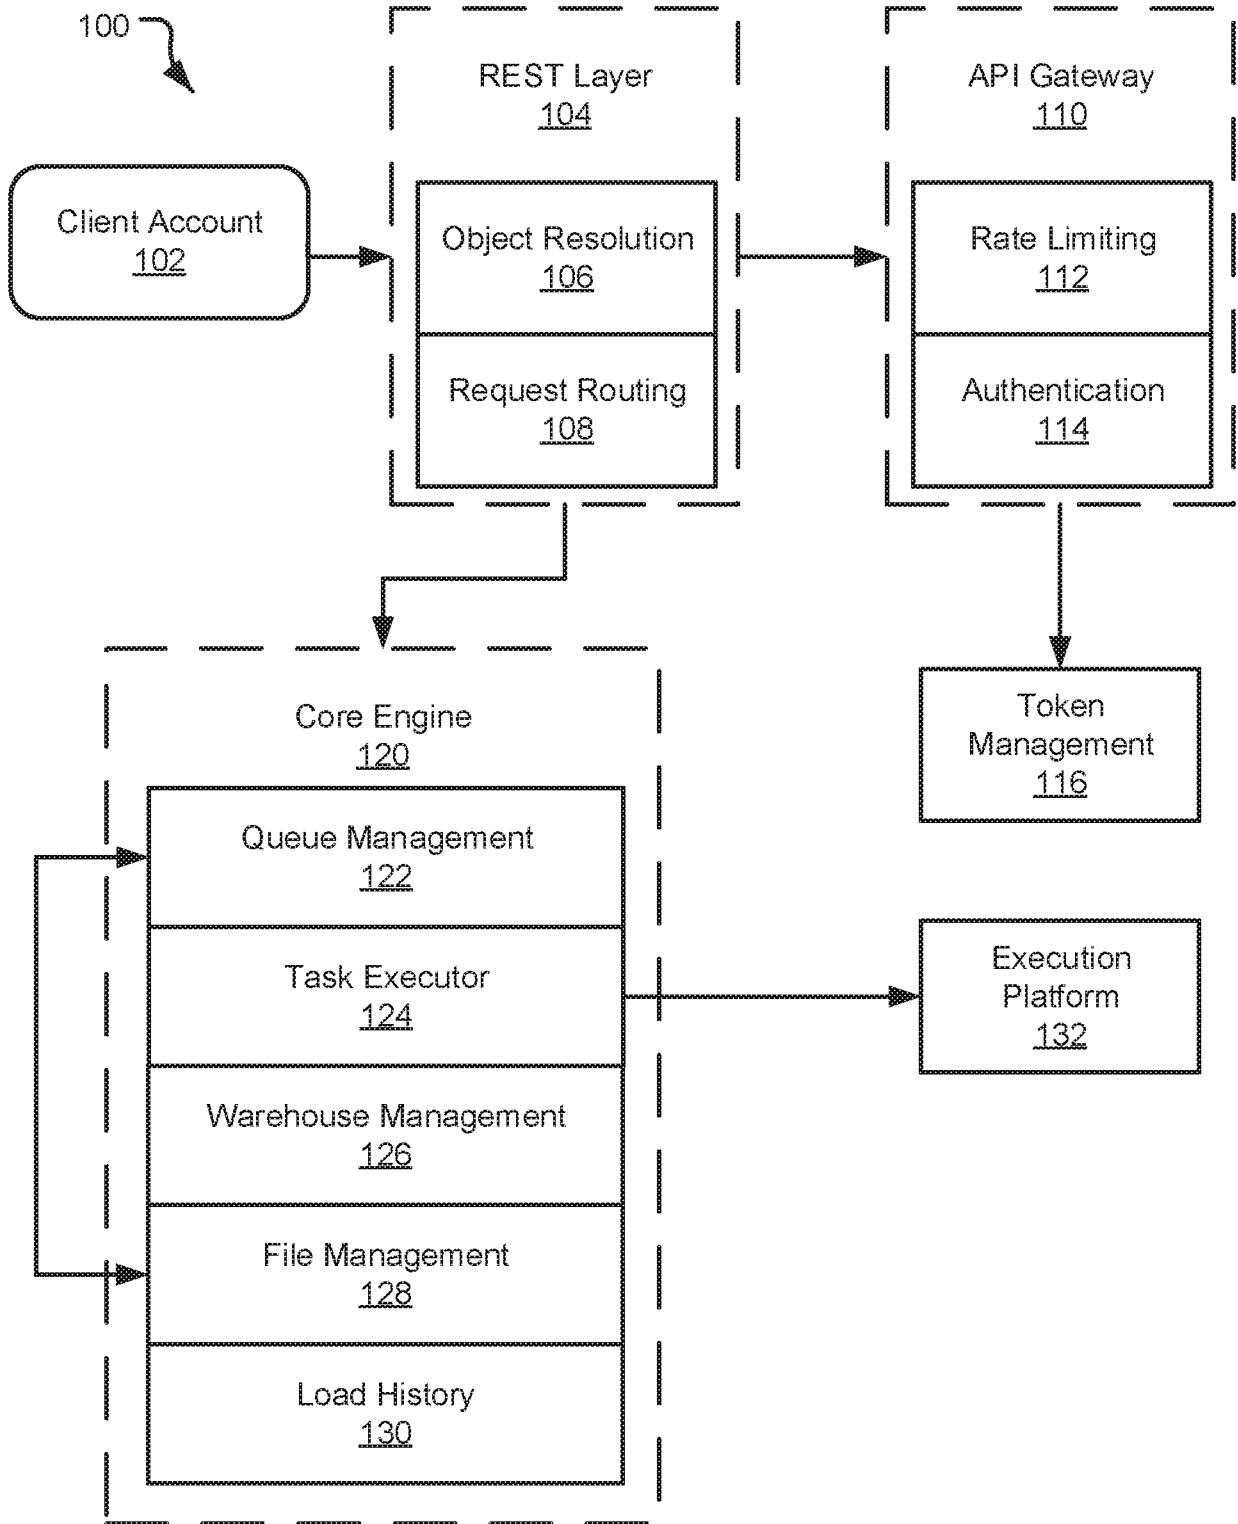 100
REST Layer
104
API Gateway
110
Client Account
102
Object Resolution
106
Rate Limiting
112
Request Routing
108
Authentication
114
Core Engine
120
Token
Management
116
Queue Management
122
Task Executor
124
Execution
Platform
132
Warehouse Management
126
File Management
128
Load History
130